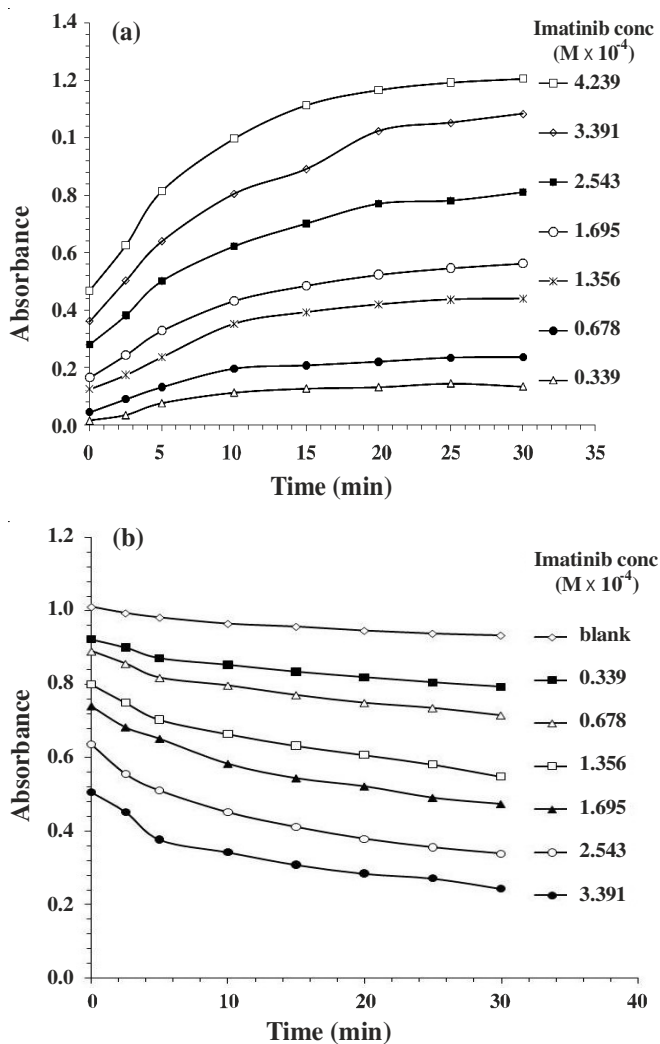 (a)
Imatinib conc
(M x 10-4)
4.239
3.391
2.543
1.695
1.356
0.678
0.339
1.4
1.2
0.1
0.8
0.6
0.4
0.2
0.0
Absorbance
0 5 10 15 20 25 30 35
Time (min)
(b)
Imatinib conc
(M x 10-4)
blank
0.339
0.678
1.356
1.695
2.543
3.391
1.2
1.0
0.8
0.6
0.4
0.2
0.0
Absorbance
0 10 20 30 40
Time (min)